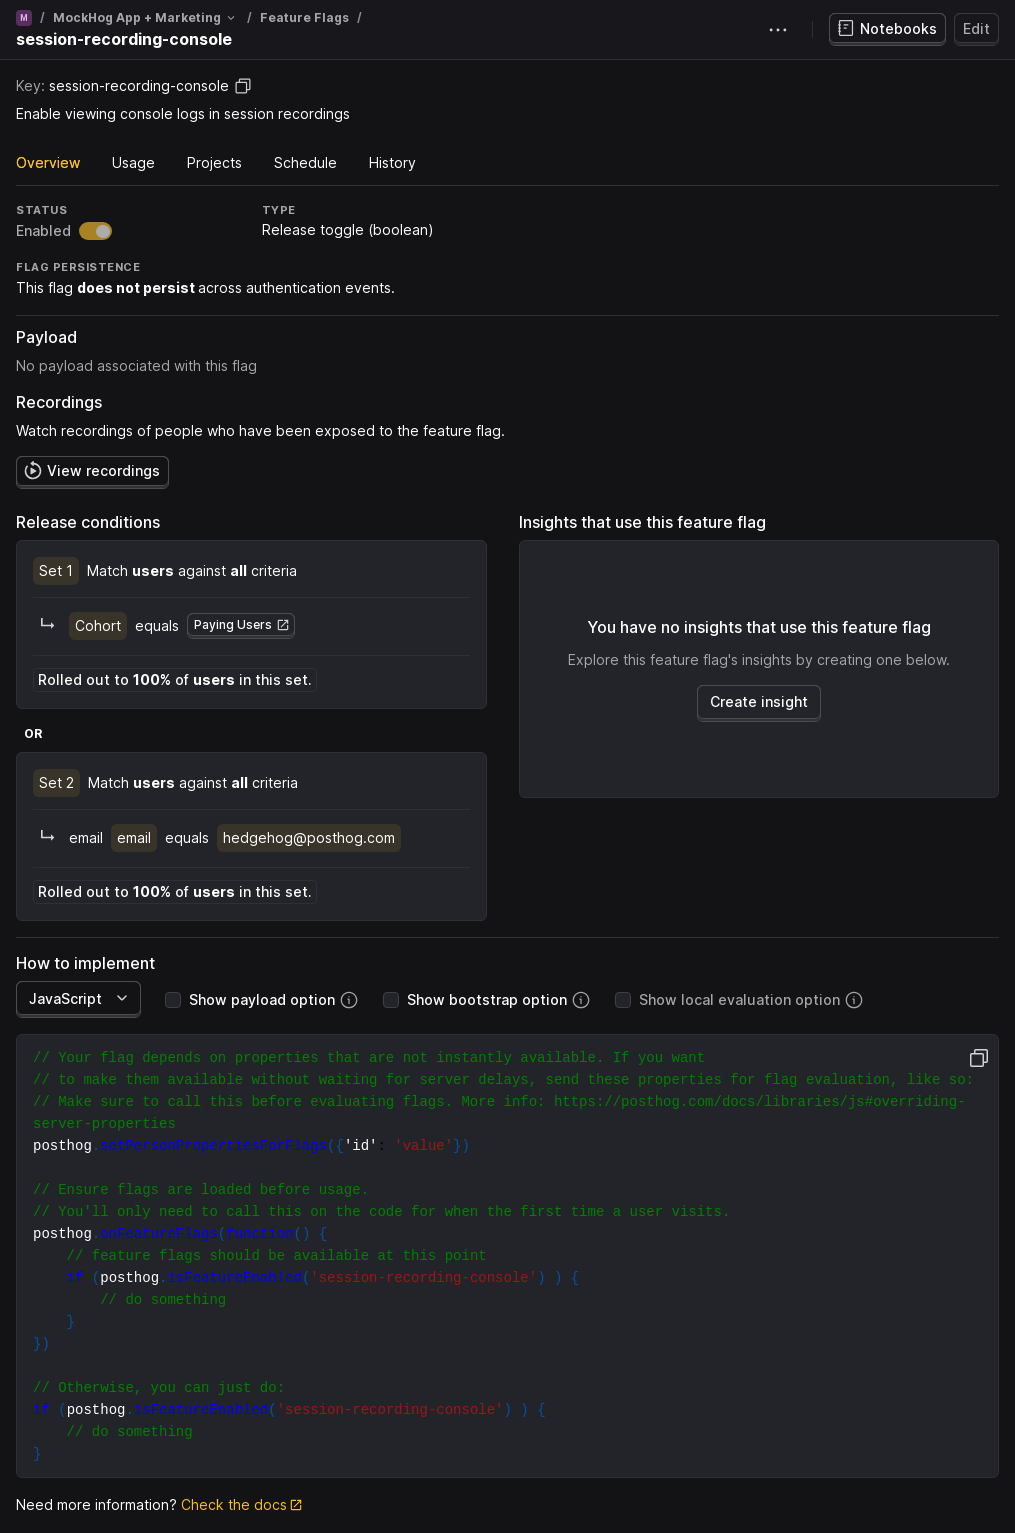 M / MockHog App + Marketing / Feature Flags /
session-recording-console
Notebooks
Edit
Key: session-recording-console
Enable viewing console logs in session recordings
Overview Usage Projects Schedule History
STATUS TYPE
Enabled Release toggle (boolean)
FLAG PERSISTENCE
This flag does not persist across authentication events.
Payload
No payload associated with this flag
Recordings
Watch recordings of people who have been exposed to the feature flag.
View recordings
Release conditions
Set 1 Match users against all criteria
Cohort equals Paying Users
Rolled out to 100% of users in this set.
OR
Set 2 Match users against all criteria
email email equals hedgehog@posthog.com
Rolled out to 100% of users in this set.
Insights that use this feature flag
You have no insights that use this feature flag
Explore this feature flag's insights by creating one below.
Create insight
How to implement
JavaScript Show payload option Show bootstrap option Show local evaluation option
// Your flag depends on properties that are not instantly available. If you want
// to make them available without waiting for server delays, send these properties for flag evaluation, like so:
// Make sure to call this before evaluating flags. More info: https://posthog.com/docs/libraries/js#overriding-
server-properties
posthog.setPersonPropertiesForFlags({'id': 'value'})
// Ensure flags are loaded before usage.
// You'll only need to call this on the code for when the first time a user visits.
posthog.onFeatureFlags(function() {
    // feature flags should be available at this point
    if (posthog.isFeatureEnabled('session-recording-console') ) {
        // do something
    }
})
// Otherwise, you can just do:
if (posthog.isFeatureEnabled('session-recording-console') ) {
    // do something
}
Need more information? Check the docs